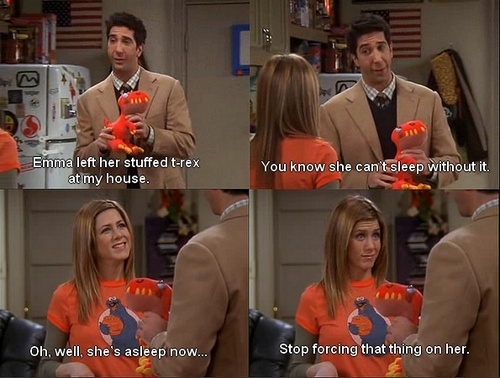 Emma left her stuffed t-rex
at my house.
You know she can't sleep without it.
Oh, well, she's asleep now...
Stop forcing that thing on her.